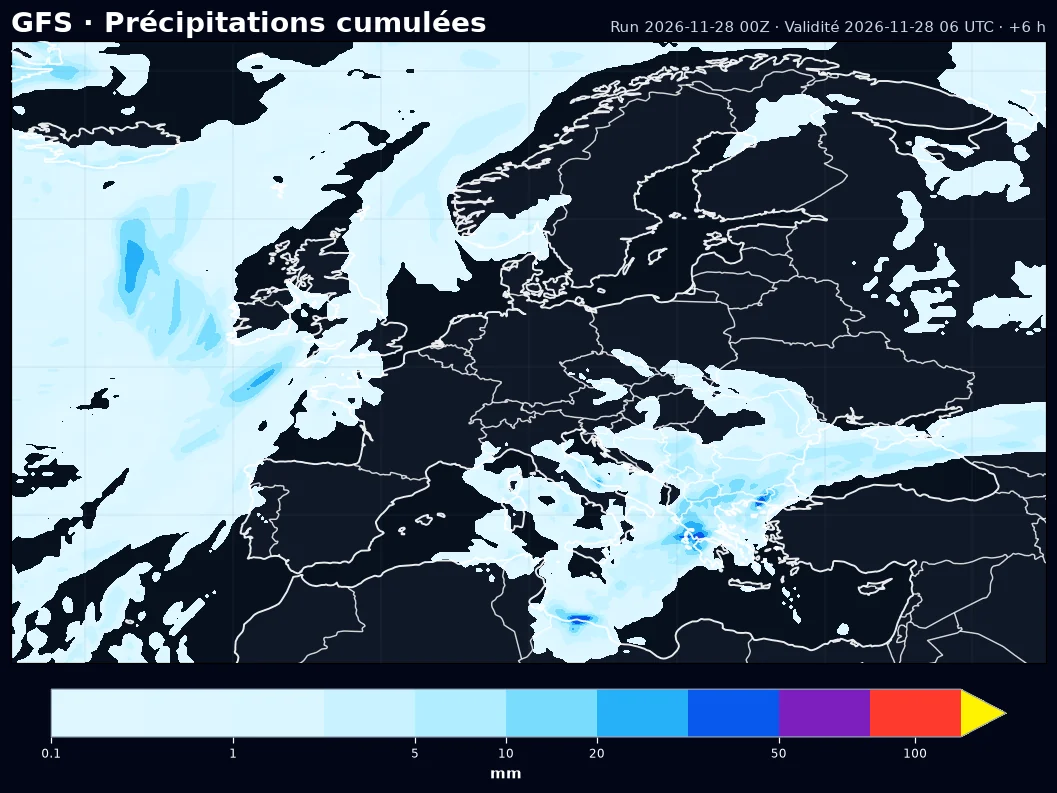 GFS · Précipitations cumulées
Run 2026-11-28 00Z · Validité 2026-11-28 06 UTC · +6 h
0.1 1 5 10 20 50 100
mm